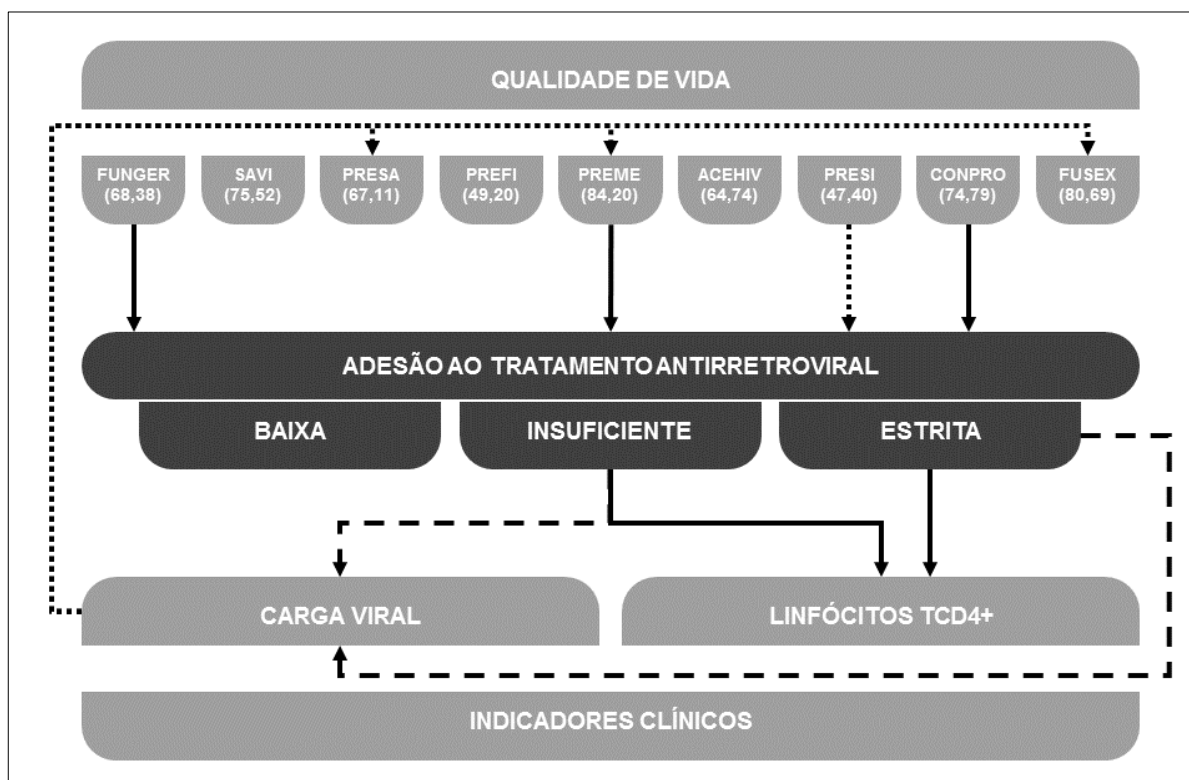 QUALIDADE DE VIDA
FUNGER
(68,38)
SAVI
(75,52)
PRESA
(67,11)
PREFI
(49,20)
PREME
(84,20)
ACEHIV
(64,74)
PRESI
(47,40)
CONPRO
(74,79)
FUSEX
(80,69)
ADESÃO AO TRATAMENTO ANTIRRETROVIRAL
BAIXA
INSUFICIENTE
ESTRITA
CARGA VIRAL
LINFÓCITOS TCD4+
INDICADORES CLÍNICOS